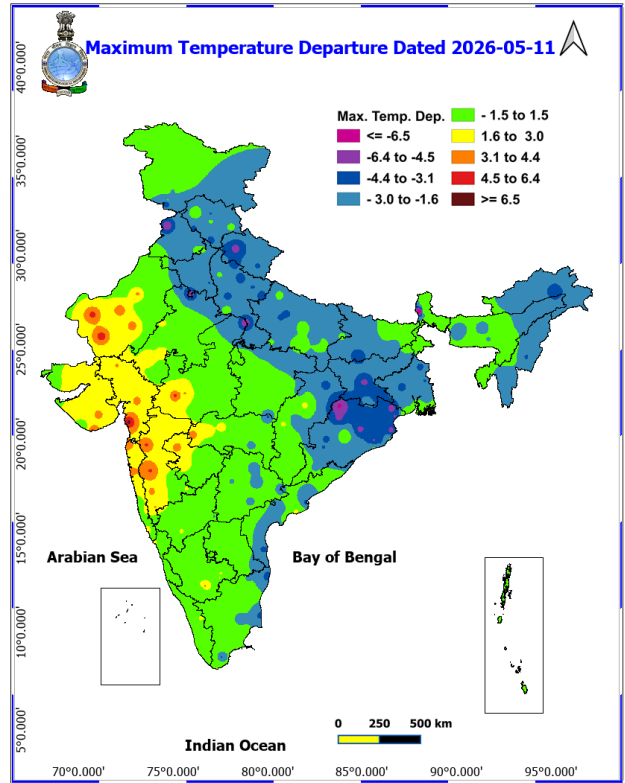 Maximum Temperature Departure Dated 2026-05-11
Max. Temp. Dep.
<= -6.5
-6.4 to -4.5
-4.4 to -3.1
- 3.0 to -1.6
- 1.5 to 1.5
1.6 to 3.0
3.1 to 4.4
4.5 to 6.4
>= 6.5
40°0.000'
35°0.000'
30°0.000'
25°0.000'
20°0.000'
15°0.000'
10°0.000'
5°0.000'
Arabian Sea
Bay of Bengal
Indian Ocean
0 250 500 km
70°0.000' 75°0.000' 80°0.000' 85°0.000' 90°0.000' 95°0.000'